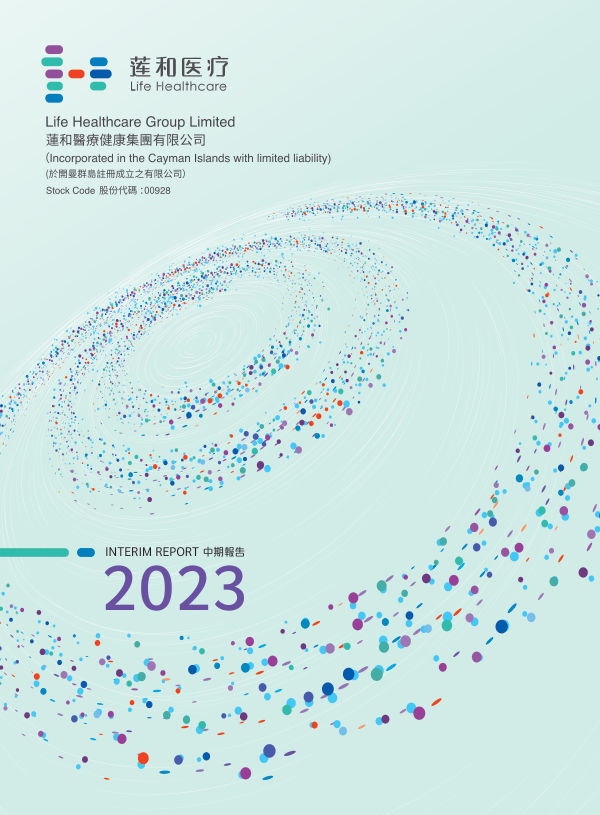 莲和医疗
Life Healthcare
Life Healthcare Group Limited
蓮和醫療健康集團有限公司
(Incorporated in the Cayman Islands with limited liability)
(於開曼群島註冊成立之有限公司)
Stock Code 股份代碼：00928
INTERIM REPORT 中期報告
2023